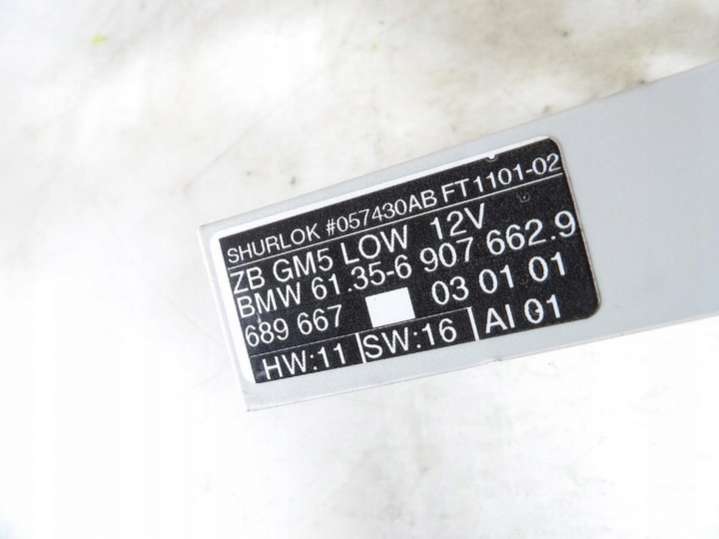 SHURLOK #057430AB FT1101-02
ZB GM5 LOW 12V
BMW 61.35-6 907 662.9
689 667 03 01 01
HW:11 SW:16 AI 01